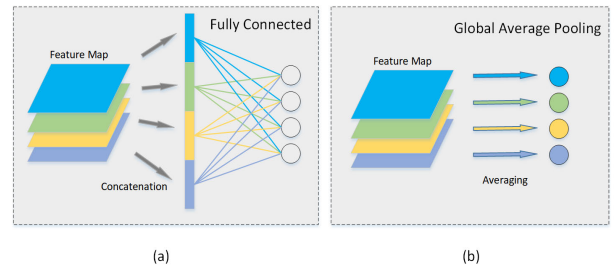 Fully Connected
Feature Map
Concatenation
(a)
Global Average Pooling
Feature Map
Averaging
(b)